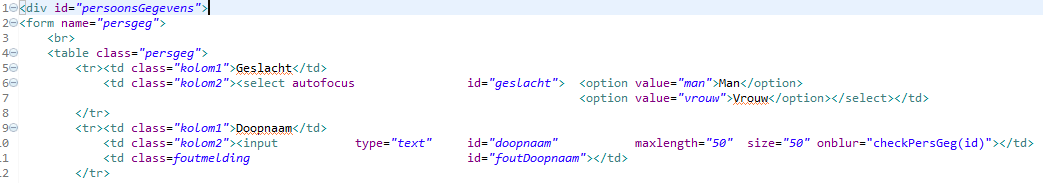 1 <div id="persoonsGegevens">
2 <form name="persgeg">
3 <br>
4 <table class="persgeg">
5 <tr><td class="kolom1">Geslacht</td>
6 <td class="kolom2"><select autofocus id="geslacht"> <option value="man">Man</option>
7 <option value="vrouw">Vrouw</option></select></td>
8 </tr>
9 <tr><td class="kolom1">Doopnaam</td>
10 <td class="kolom2"><input type="text" id="doopnaam" maxlength="50" size="50" onblur="checkPersGeg(id)"></td>
11 <td class=foutmelding id="foutDoopnaam"></td>
12 </tr>